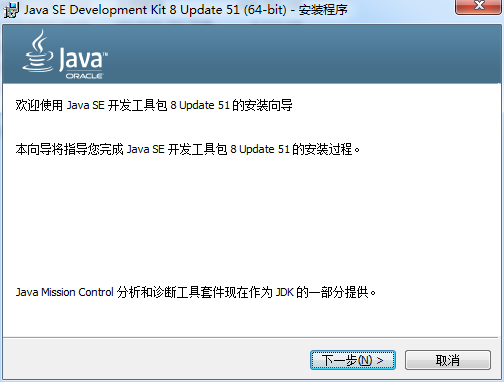 Java SE Development Kit 8 Update 51 (64-bit) - 安装程序
Java™
ORACLE
欢迎使用 Java SE 开发工具包 8 Update 51 的安装向导
本向导将指导您完成 Java SE 开发工具包 8 Update 51 的安装过程。
Java Mission Control 分析和诊断工具套件现在作为 JDK 的一部分提供。
下一步(N) >
取消